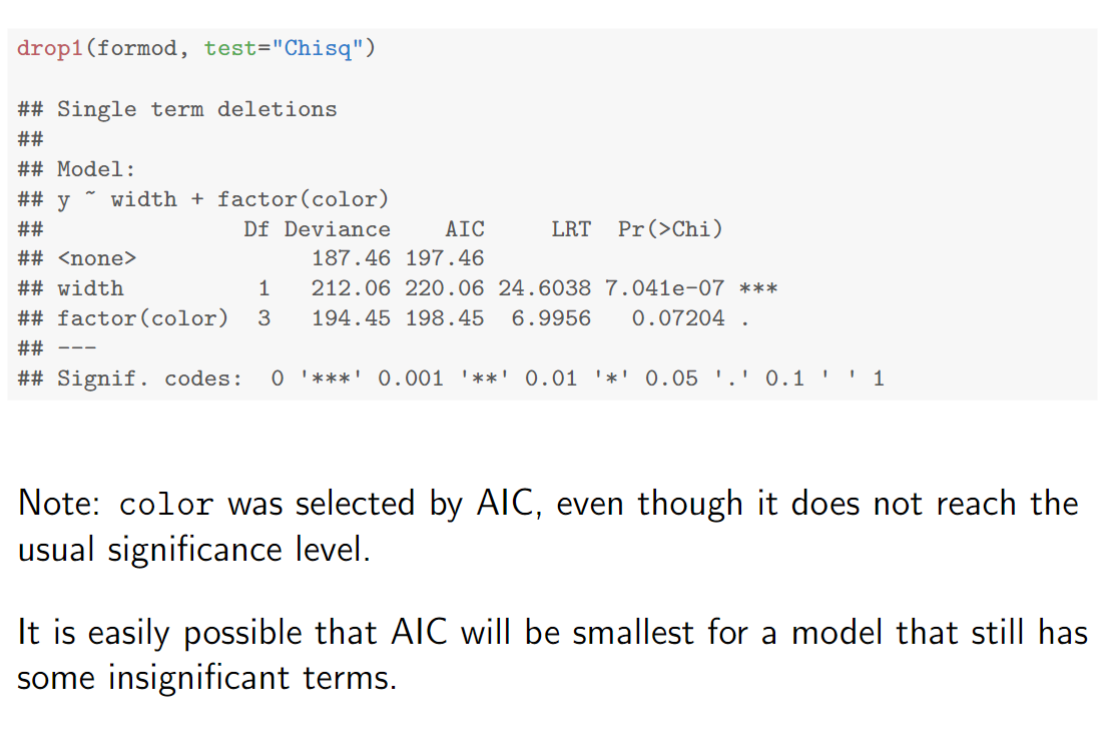 drop1(formod, test="Chisq")
## Single term deletions
##
## Model:
## y ~ width + factor(color)
##               Df Deviance    AIC     LRT  Pr(>Chi)
## <none>             187.46 197.46
## width          1   212.06 220.06 24.6038 7.041e-07 ***
## factor(color)  3   194.45 198.45  6.9956   0.07204 .
## ---
## Signif. codes:  0 '***' 0.001 '**' 0.01 '*' 0.05 '.' 0.1 ' ' 1
Note: color was selected by AIC, even though it does not reach the
usual significance level.
It is easily possible that AIC will be smallest for a model that still has
some insignificant terms.